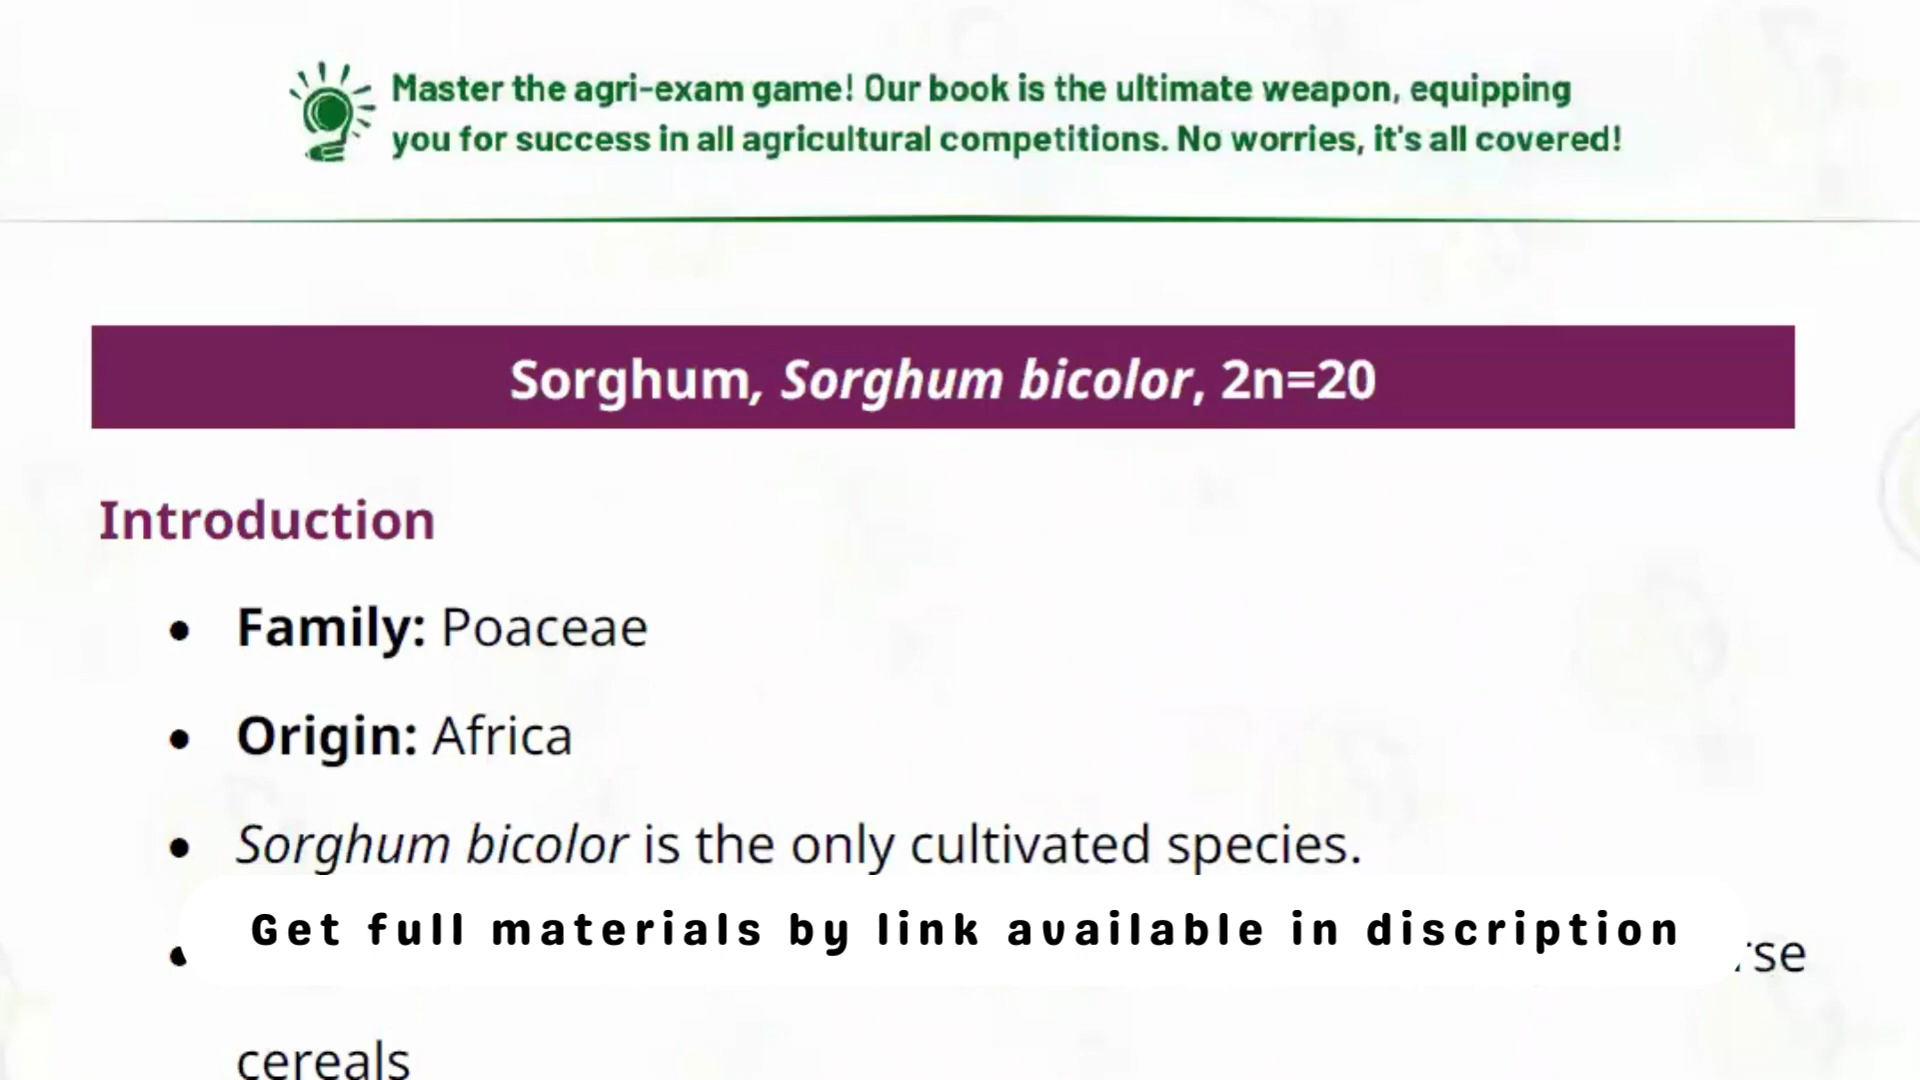 Master the agri-exam game! Our book is the ultimate weapon, equipping
you for success in all agricultural competitions. No worries, it's all covered!
Sorghum, Sorghum bicolor, 2n=20
Introduction
• Family: Poaceae
• Origin: Africa
• Sorghum bicolor is the only cultivated species.
Get full materials by link available in discription
cereals